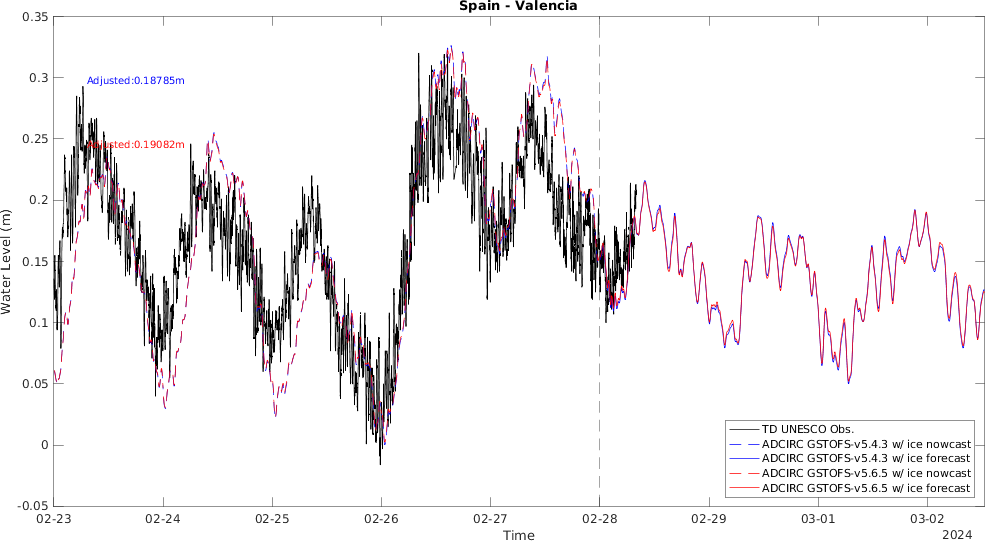 Spain - Valencia
0.35
0.3
0.25
0.2
0.15
0.1
0.05
0
-0.05
Water Level (m)
Adjusted:0.18785m
Adjusted:0.19082m
TD UNESCO Obs.
ADCIRC GSTOFS-v5.4.3 w/ ice nowcast
ADCIRC GSTOFS-v5.4.3 w/ ice forecast
ADCIRC GSTOFS-v5.6.5 w/ ice nowcast
ADCIRC GSTOFS-v5.6.5 w/ ice forecast
02-23 02-24 02-25 02-26 02-27 02-28 02-29 03-01 03-02
Time
2024